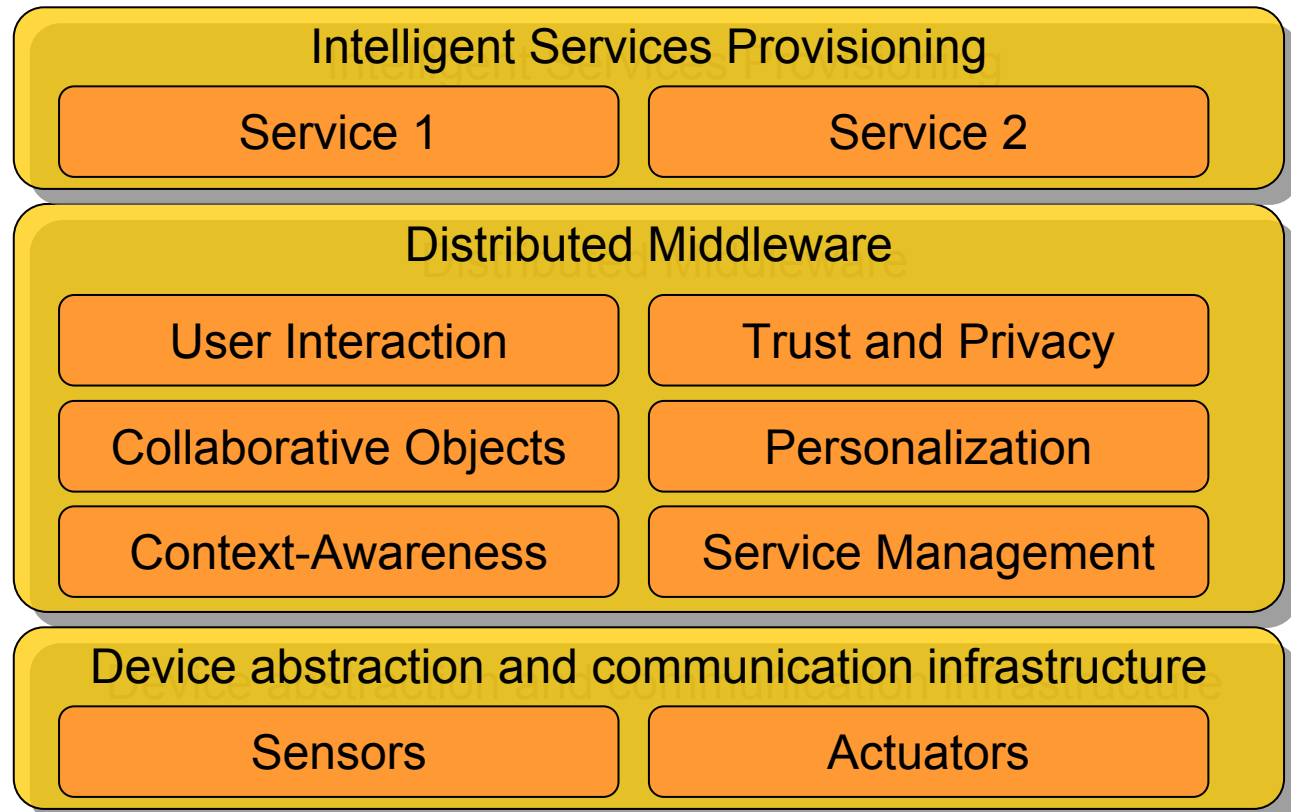 Intelligent Services Provisioning
Service 1
Service 2
Distributed Middleware
User Interaction
Trust and Privacy
Collaborative Objects
Personalization
Context-Awareness
Service Management
Device abstraction and communication infrastructure
Sensors
Actuators